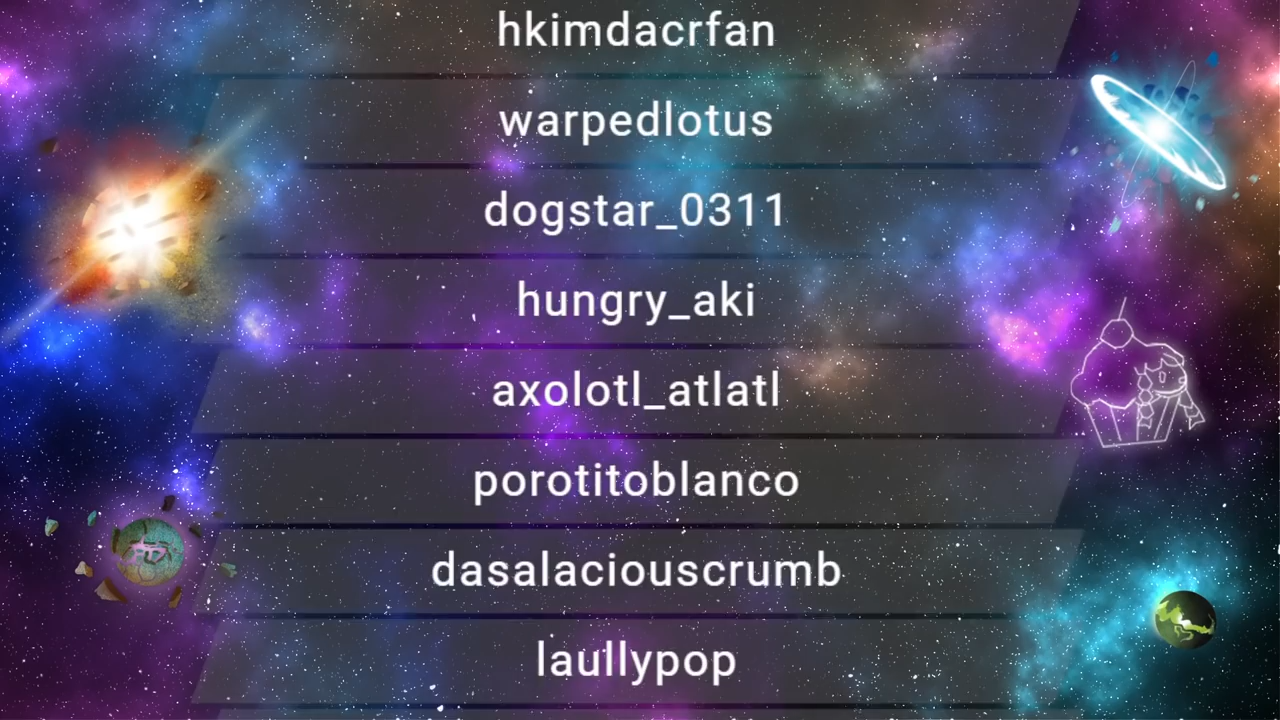 hkimdacrfan
warpedlotus
dogstar_0311
hungry_aki
axolotl_atlatl
porotitoblanco
dasalaciouscrumb
laullypop